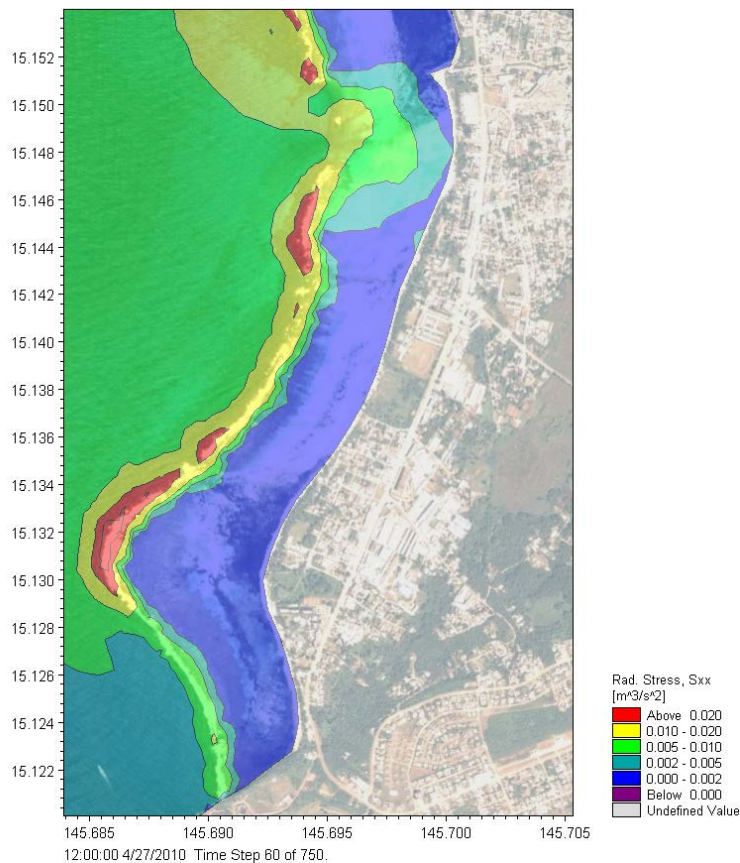 15.152
15.150
15.148
15.146
15.144
15.142
15.140
15.138
15.136
15.134
15.132
15.130
15.128
15.126
15.124
15.122
145.885 145.890 145.695 145.700 145.705
12:00:00 4/27/2010 Time Step 60 of 750.
Rad. Stress, Sxx
[m^3/s^2]
Above 0.020
0.010 - 0.020
0.005 - 0.010
0.002 - 0.005
0.000 - 0.002
Below 0.000
Undefined Value